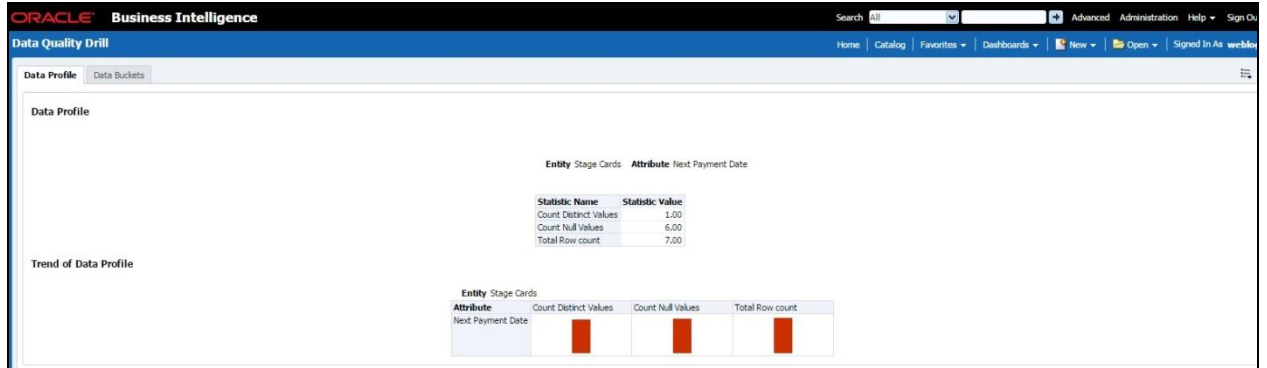 ORACLE Business Intelligence Search All Advanced Administration Help Sign Ou
Data Quality Drill Home Catalog Favorites Dashboards New Open Signed In As weblo
Data Profile Data Buckets
Data Profile
Entity Stage Cards Attribute Next Payment Date
Statistic Name Statistic Value
Count Distinct Values 1.00
Count Null Values 6.00
Total Row count 7.00
Trend of Data Profile
Entity Stage Cards
Attribute Count Distinct Values Count Null Values Total Row count
Next Payment Date